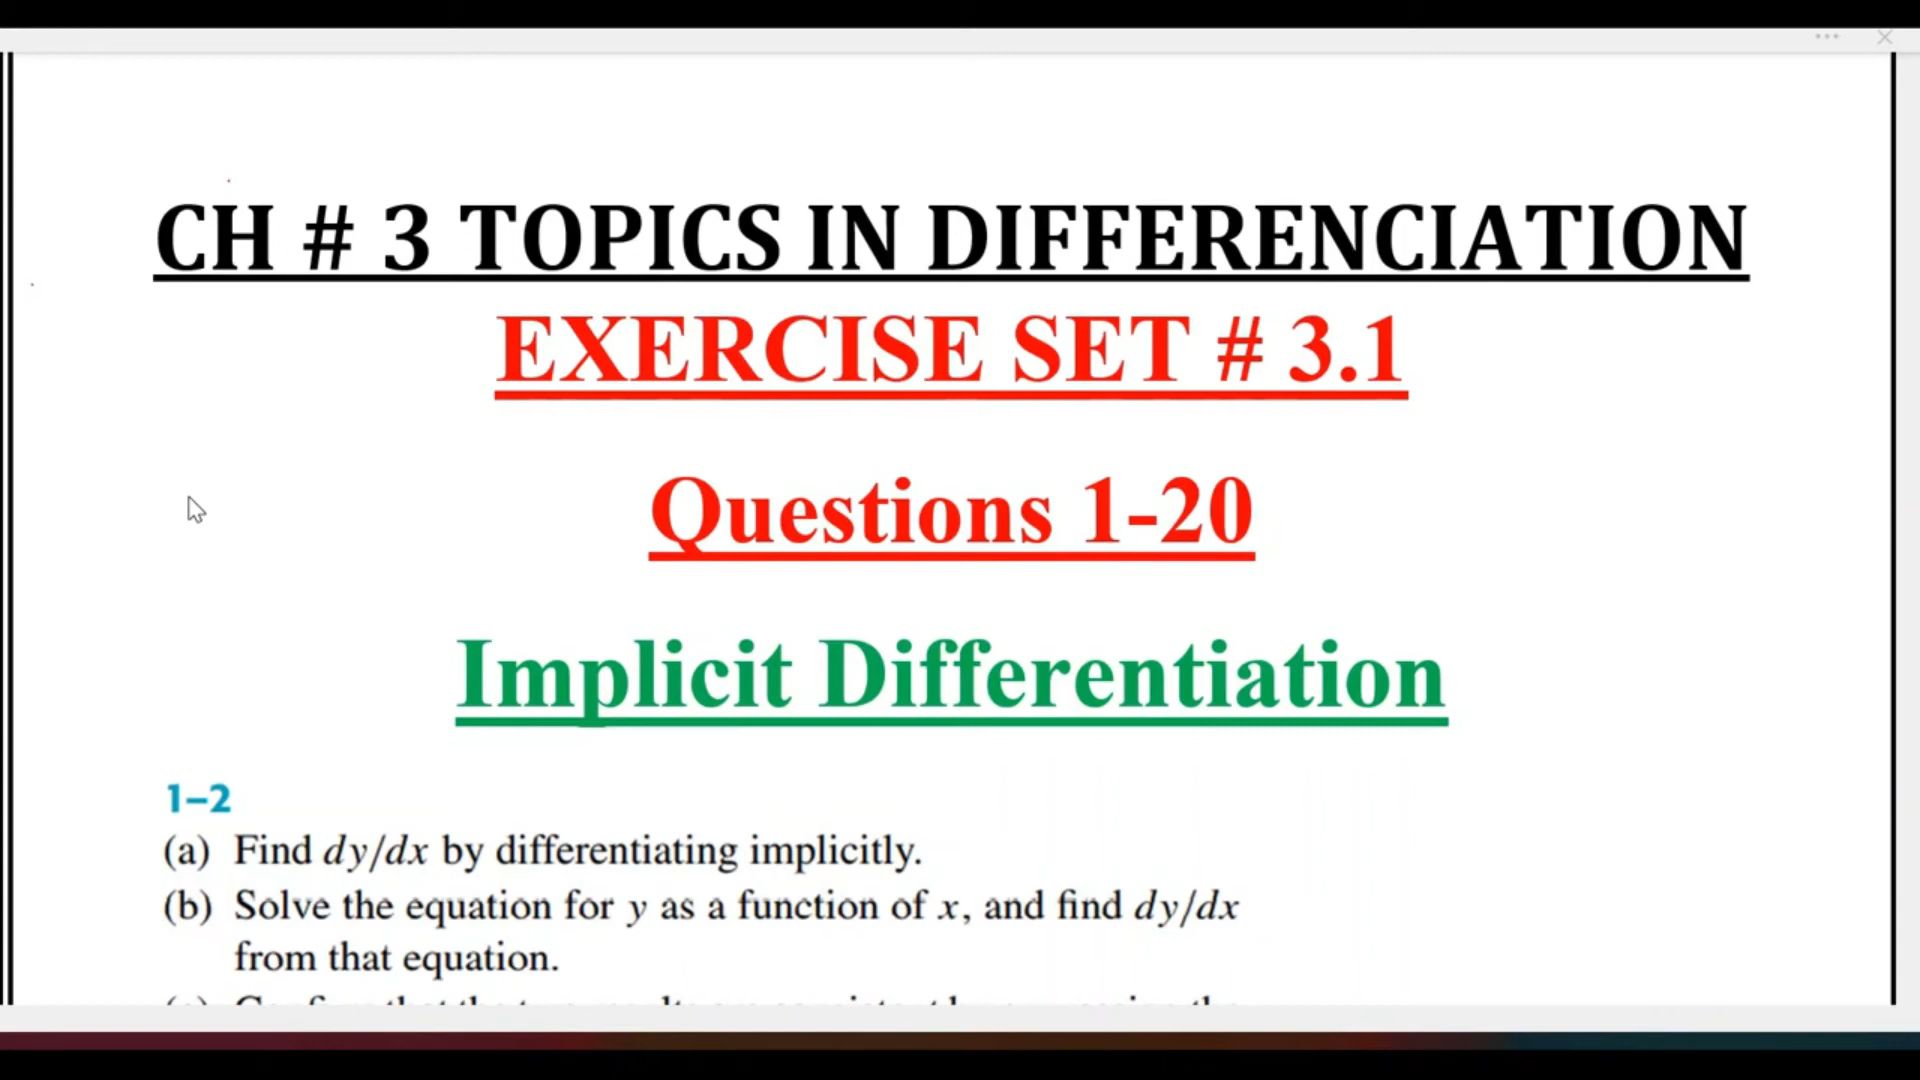 CH # 3 TOPICS IN DIFFERENCIATION
EXERCISE SET # 3.1
Questions 1-20
Implicit Differentiation
1–2
(a) Find dy/dx by differentiating implicitly.
(b) Solve the equation for y as a function of x, and find dy/dx
from that equation.